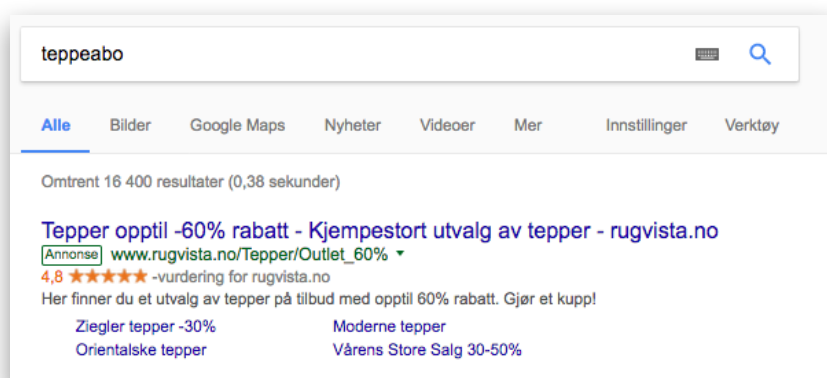 teppeabo
Alle Bilder Google Maps Nyheter Videoer Mer Innstillinger Verktøy
Omtrent 16 400 resultater (0,38 sekunder)
Tepper opptil -60% rabatt - Kjempestort utvalg av tepper - rugvista.no
Annonse www.rugvista.no/Tepper/Outlet_60%
4,8 ★★★★★ -vurdering for rugvista.no
Her finner du et utvalg av tepper på tilbud med opptil 60% rabatt. Gjør et kupp!
Ziegler tepper -30% Moderne tepper
Orientalske tepper Vårens Store Salg 30-50%